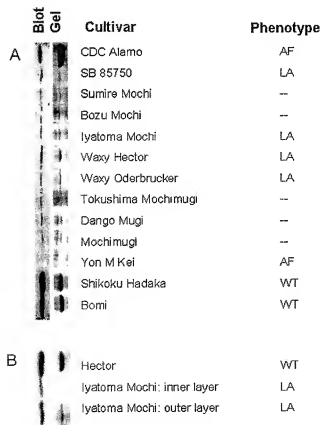 Blot Gel Cultivar Phenotype
A CDC Alamo AF
SB 85750 LA
Sumire Mochi --
Bozu Mochi --
Iyatoma Mochi LA
Waxy Hector LA
Waxy Oderbrucker LA
Tokushima Mochimugi --
Dango Mugi --
Mochimugi --
Yon M Kei AF
Shikoku Hadaka WT
Bomi WT
B Hector WT
Iyatoma Mochi: inner layer LA
Iyatoma Mochi: outer layer LA